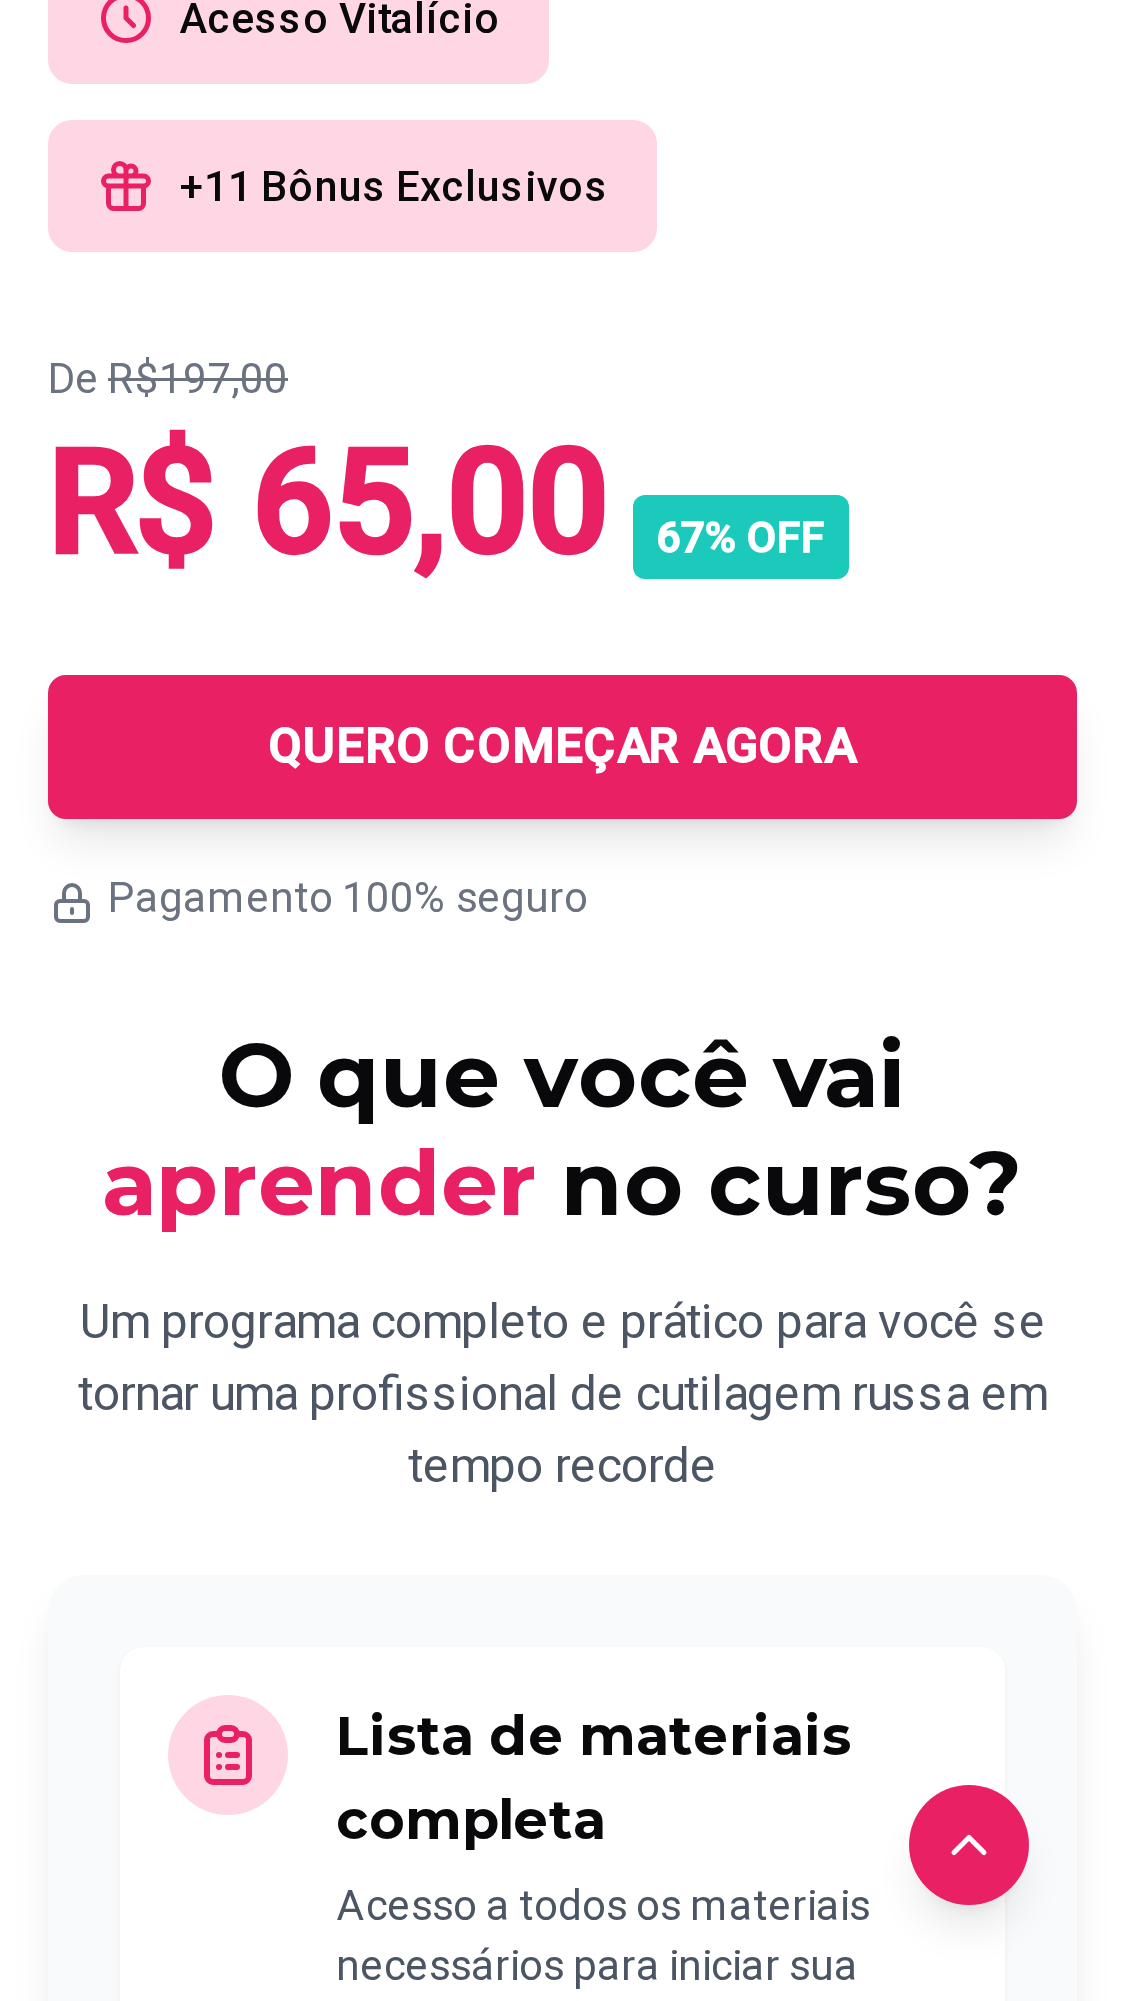 Acesso Vitalício
+11 Bônus Exclusivos
De R$197,00
R$ 65,00
67% OFF
QUERO COMEÇAR AGORA
Pagamento 100% seguro
O que você vai
aprender no curso?
Um programa completo e prático para você se
tornar uma profissional de cutilagem russa em
tempo recorde
Lista de materiais
completa
Acesso a todos os materiais
necessários para iniciar sua